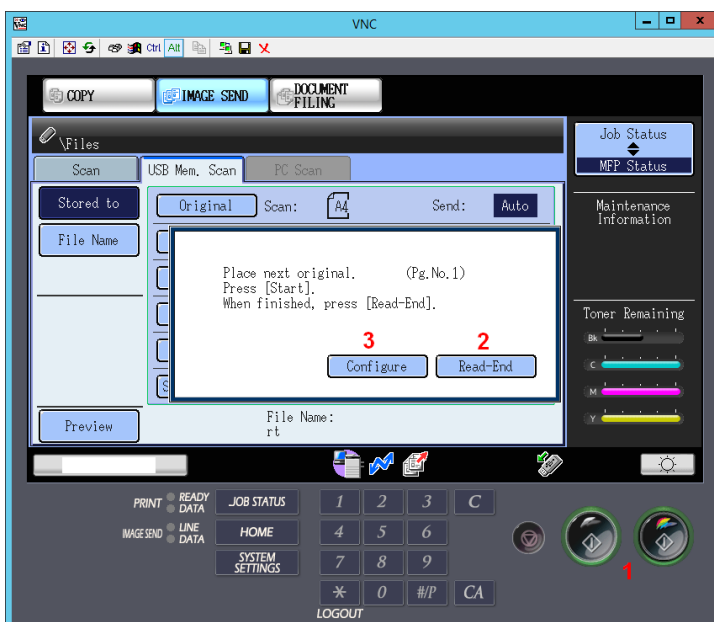 VNC
Ctrl Alt
COPY
IMAGE SEND
DOCUMENT
FILING
\Files
Scan
USB Mem. Scan
PC Scan
Job Status
MFP Status
Stored to
Original
Scan:
A4
Send:
Auto
File Name
Maintenance
Information
Place next original. (Pg.No.1)
Press [Start].
When finished, press [Read-End].
3
2
Configure
Read-End
S
Toner Remaining
Bk
C
M
Y
Preview
File Name:
rt
PRINT
READY
DATA
JOB STATUS
1 2 3 C
IMAGE SEND
LINE
DATA
HOME
4 5 6
SYSTEM
SETTINGS
7 8 9
1
* 0 #/P CA
LOGOUT